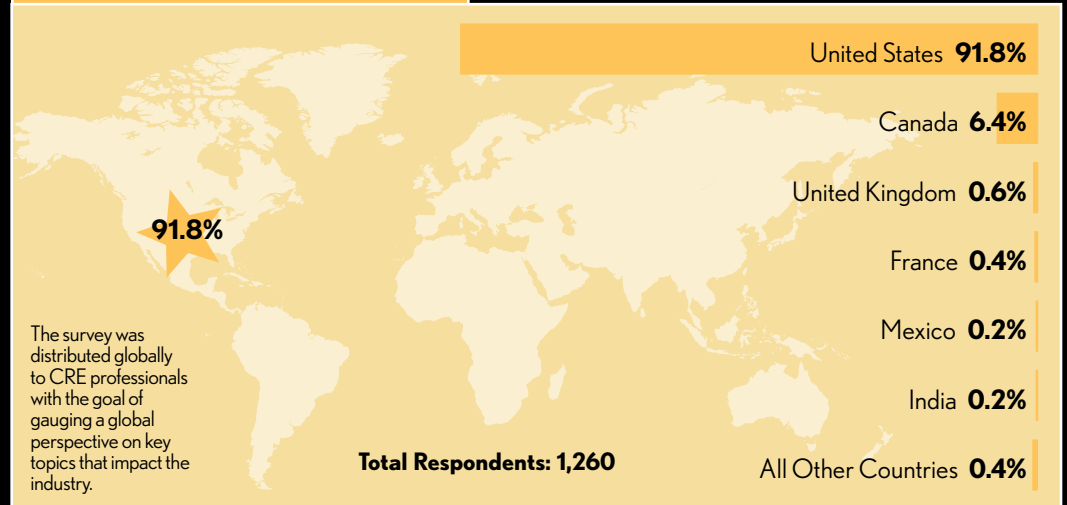 United States 91.8%
Canada 6.4%
United Kingdom 0.6%
91.8%
France 0.4%
Mexico 0.2%
India 0.2%
All Other Countries 0.4%
The survey was
distributed globally
to CRE professionals
with the goal of
gauging a global
perspective on key
topics that impact the
industry.
Total Respondents: 1,260